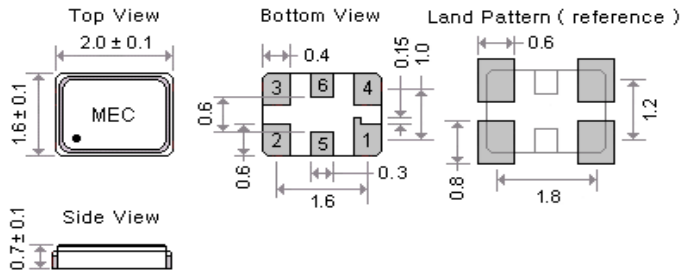 Top View
2.0 ± 0.1
1.6±0.1
MEC
Side View
0.7± 0.1
Bottom View
0.4
0.15
1.0
3 6 4
2 5 1
0.6
0.6
0.3
1.6
Land Pattern ( reference )
0.6
1.2
0.8
1.8